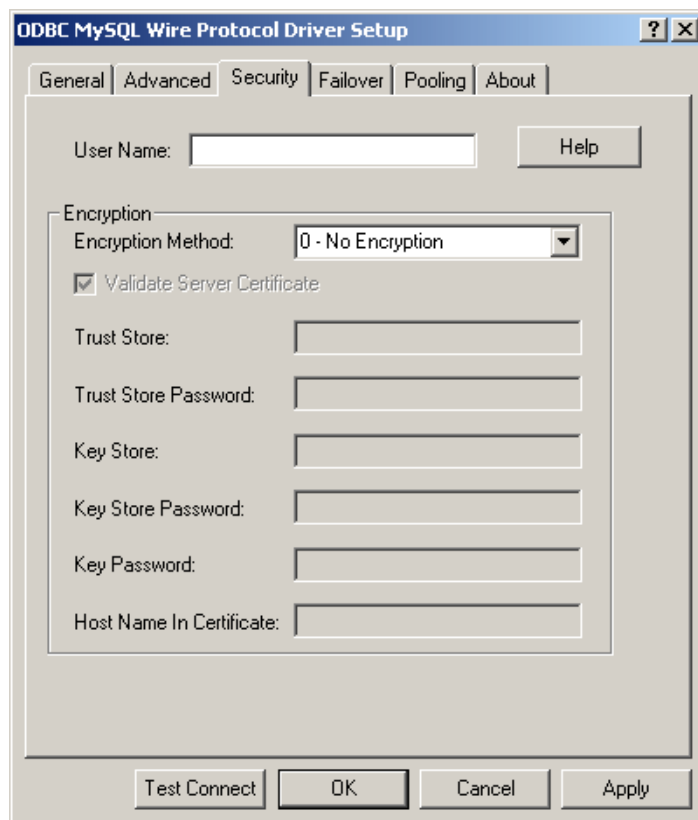 ODBC MySQL Wire Protocol Driver Setup ? X
General Advanced Security Failover Pooling About
User Name: Help
Encryption
Encryption Method: 0 - No Encryption
Validate Server Certificate
Trust Store:
Trust Store Password:
Key Store:
Key Store Password:
Key Password:
Host Name In Certificate:
Test Connect OK Cancel Apply